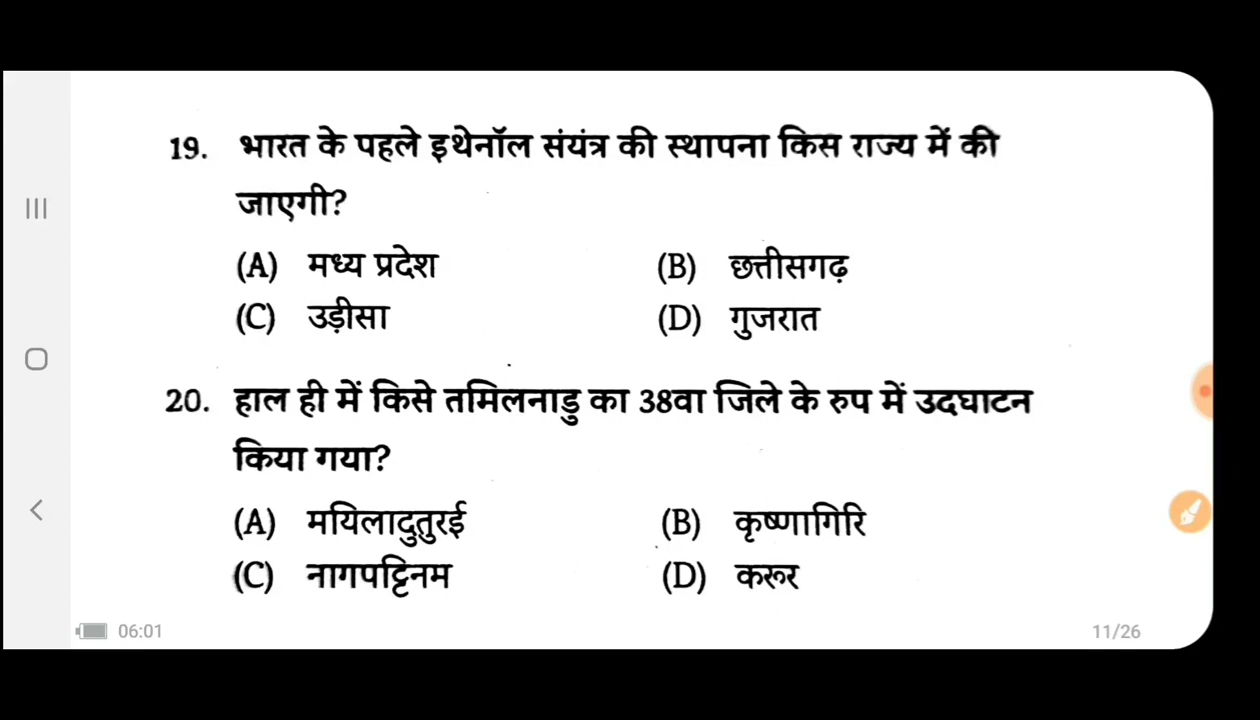 19. भारत के पहले इथेनॉल संयंत्र की स्थापना किस राज्य में की
जाएगी?
(A) मध्य प्रदेश (B) छत्तीसगढ़
(C) उड़ीसा (D) गुजरात
20. हाल ही में किसे तमिलनाडु का 38वा जिले के रुप में उदघाटन
किया गया?
(A) मयिलादुतुरई (B) कृष्णागिरि
(C) नागपट्टिनम (D) करूर
06:01 11/26